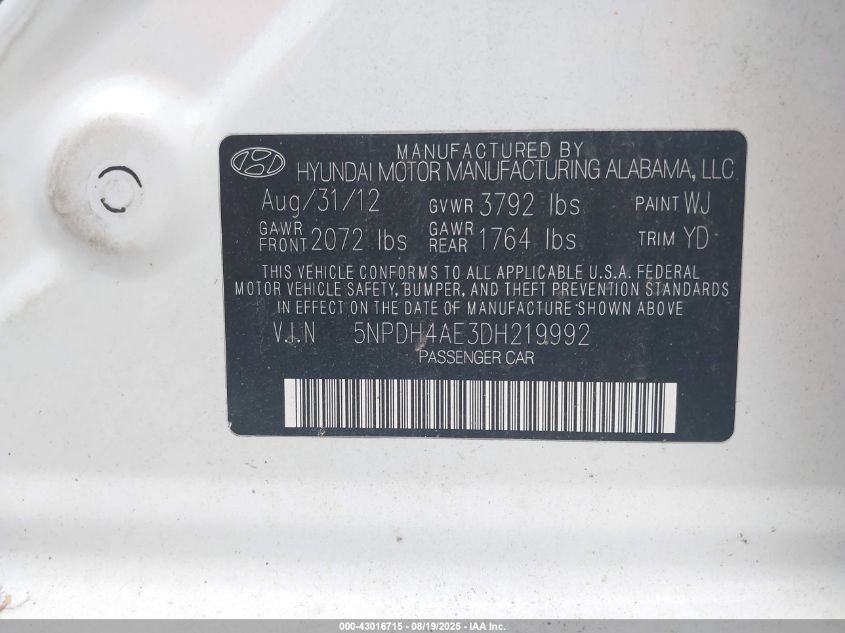 MANUFACTURED BY
HYUNDAI MOTOR MANUFACTURING ALABAMA, LLC
Aug/31/12 GVWR 3792 lbs PAINT WJ
GAWR FRONT 2072 lbs GAWR REAR 1764 lbs TRIM YD
THIS VEHICLE CONFORMS TO ALL APPLICABLE U.S.A. FEDERAL
MOTOR VEHICLE SAFETY, BUMPER, AND THEFT PREVENTION STANDARDS
IN EFFECT ON THE DATE OF MANUFACTURE SHOWN ABOVE
V.I.N 5NPDH4AE3DH219992
PASSENGER CAR
000-43016715 - 08/19/2025 - IAA Inc.